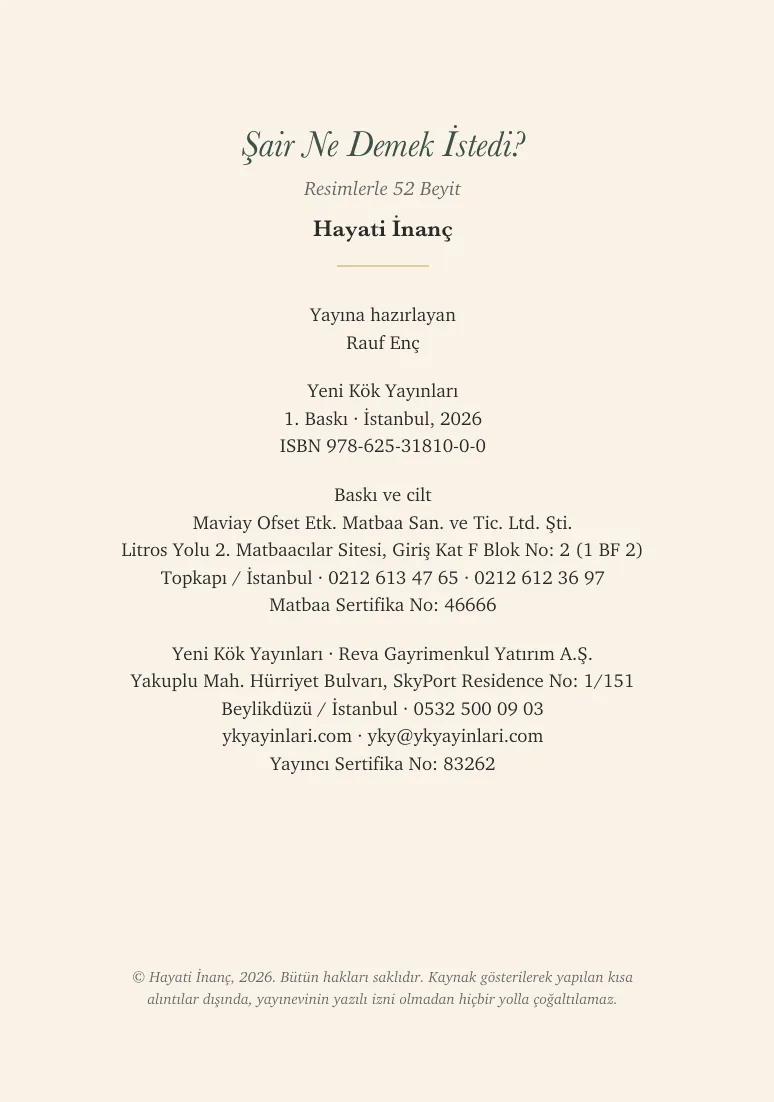 Şair Ne Demek İstedi?
Resimlerle 52 Beyit
Hayati İnanç
Yayına hazırlayan
Rauf Enç
Yeni Kök Yayınları
1. Baskı · İstanbul, 2026
ISBN 978-625-31810-0-0
Baskı ve cilt
Maviay Ofset Etk. Matbaa San. ve Tic. Ltd. Şti.
Litros Yolu 2. Matbaacılar Sitesi, Giriş Kat F Blok No: 2 (1 BF 2)
Topkapı / İstanbul · 0212 613 47 65 · 0212 612 36 97
Matbaa Sertifika No: 46666
Yeni Kök Yayınları · Reva Gayrimenkul Yatırım A.Ş.
Yakuplu Mah. Hürriyet Bulvarı, SkyPort Residence No: 1/151
Beylikdüzü / İstanbul · 0532 500 09 03
ykyayinlari.com · yky@ykyayinlari.com
Yayıncı Sertifika No: 83262
© Hayati İnanç, 2026. Bütün hakları saklıdır. Kaynak gösterilerek yapılan kısa
alıntılar dışında, yayınevinin yazılı izni olmadan hiçbir yolla çoğaltılamaz.